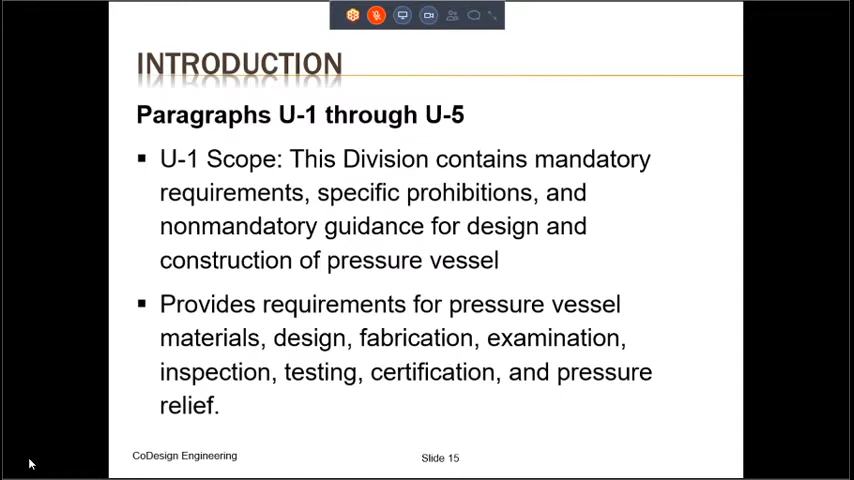 INTRODUCTION
Paragraphs U-1 through U-5
▪ U-1 Scope: This Division contains mandatory
requirements, specific prohibitions, and
nonmandatory guidance for design and
construction of pressure vessel
▪ Provides requirements for pressure vessel
materials, design, fabrication, examination,
inspection, testing, certification, and pressure
relief.
CoDesign Engineering
Slide 15